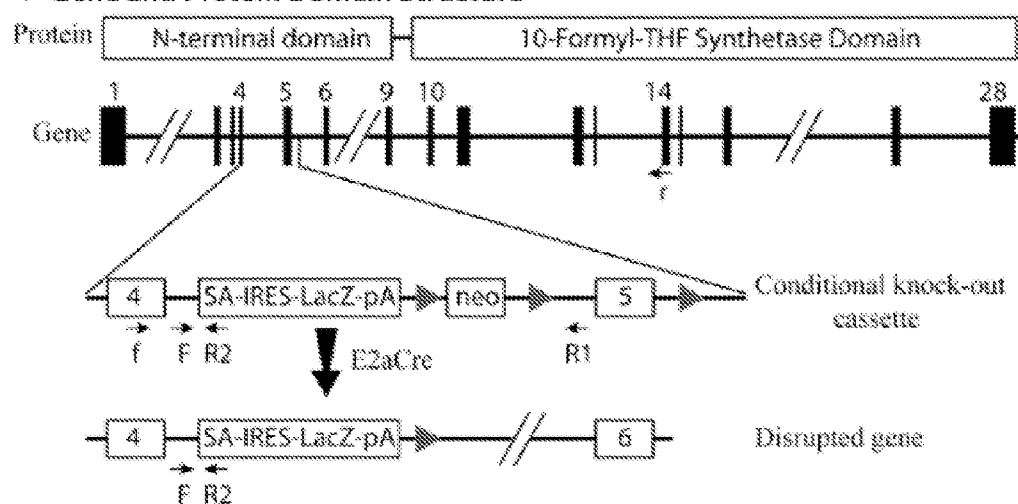 Protein N-terminal domain 10-Formyl-THF Synthetase Domain
1 4 5 6 9 10 14 28
Gene
r
4 SA-IRES-LacZ-pA neo 5 Conditional knock-out
cassette
f F R2 R1
E2aCre
4 SA-IRES-LacZ-pA 6 Disrupted gene
F R2